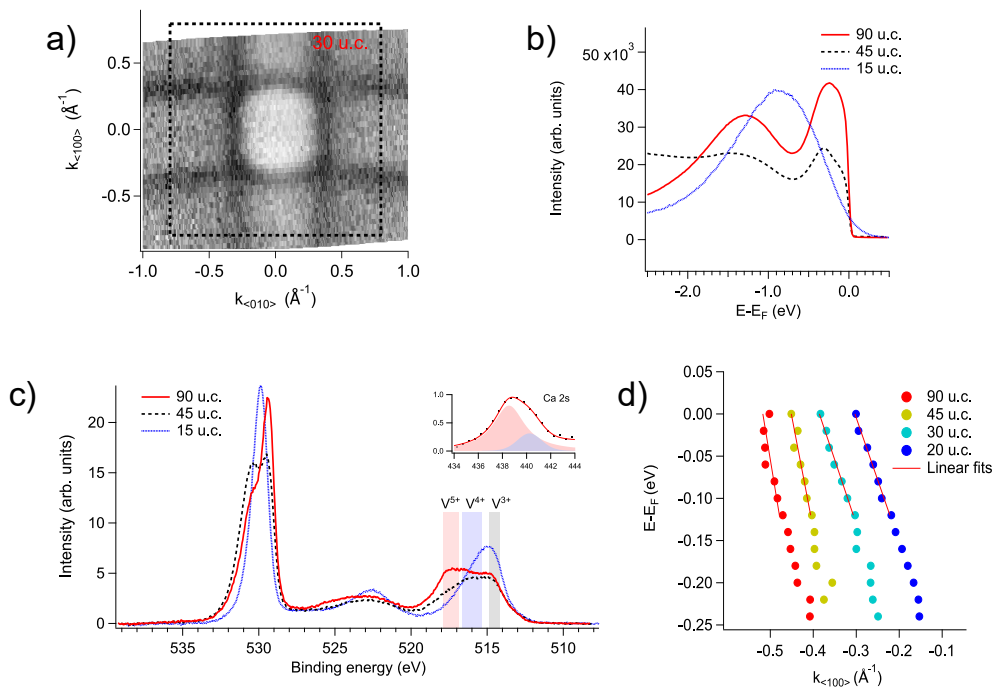 a)
30 u.c.
k<100> (Å-1)
0.5
0.0
-0.5
-1.0
-0.5
0.0
0.5
1.0
k<010> (Å-1)
b)
90 u.c.
45 u.c.
15 u.c.
Intensity (arb. units)
50 x103
40
30
20
10
0
-2.0
-1.0
0.0
E-EF (eV)
c)
90 u.c.
45 u.c.
15 u.c.
Intensity (arb. units)
20
15
10
5
0
535
530
525
520
515
510
Binding energy (eV)
Ca 2s
1.0
0.5
0.0
434
436
438
440
442
444
V5+
V4+
V3+
d)
90 u.c.
45 u.c.
30 u.c.
20 u.c.
Linear fits
E-EF (eV)
0.05
0.00
-0.05
-0.10
-0.15
-0.20
-0.25
-0.5
-0.4
-0.3
-0.2
-0.1
k<100> (Å-1)